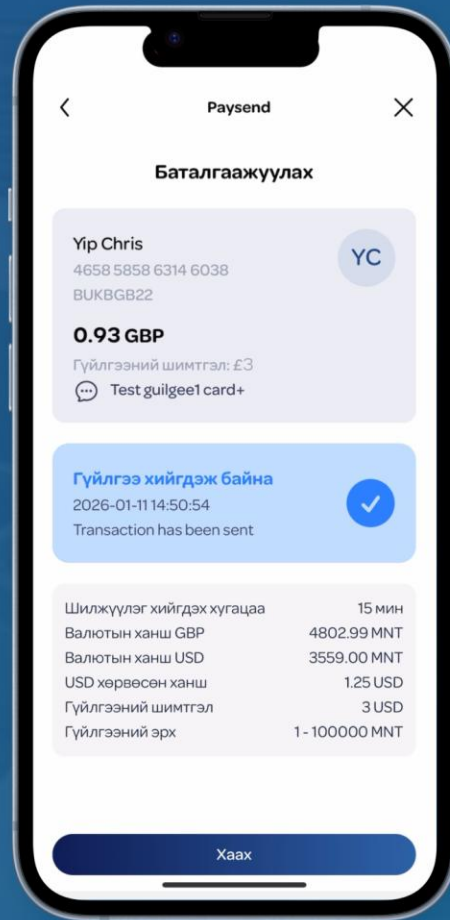 Paysend
Баталгаажуулах
Yip Chris
YC
4658 5858 6314 6038
BUKBGB22
0.93 GBP
Гүйлгээний шимтгэл: £3
Test guilgee1 card+
Гүйлгээ хийгдэж байна
2026-01-11 14:50:54
Transaction has been sent
Шилжүүлэг хийгдэх хугацаа 15 мин
Валютын ханш GBP 4802.99 MNT
Валютын ханш USD 3559.00 MNT
USD хөрвөсөн ханш 1.25 USD
Гүйлгээний шимтгэл 3 USD
Гүйлгээний эрх 1 - 100000 MNT
Хаах